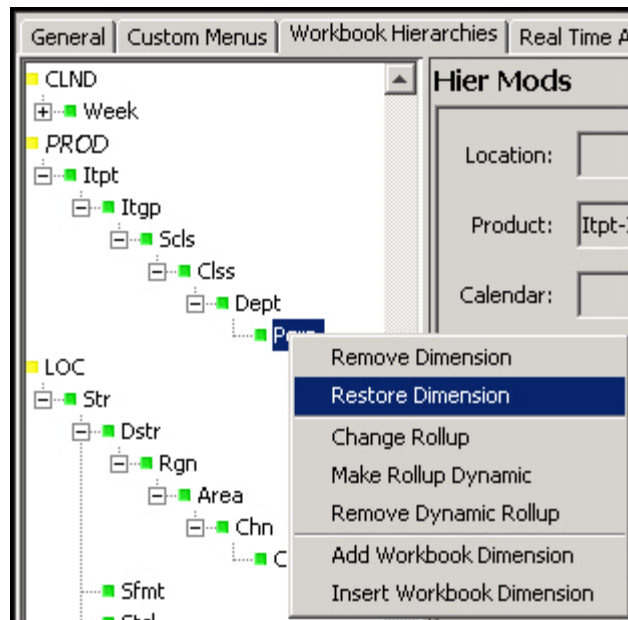 General Custom Menus Workbook Hierarchies Real Time A
CLND
Week
PROD
Itpt
Itgp
Scls
Clss
Dept
LOC
Str
Dstr
Rgn
Area
Chn
C
Sfmt
Hier Mods
Location:
Product: Itpt-
Calendar:
Remove Dimension
Restore Dimension
Change Rollup
Make Rollup Dynamic
Remove Dynamic Rollup
Add Workbook Dimension
Insert Workbook Dimension